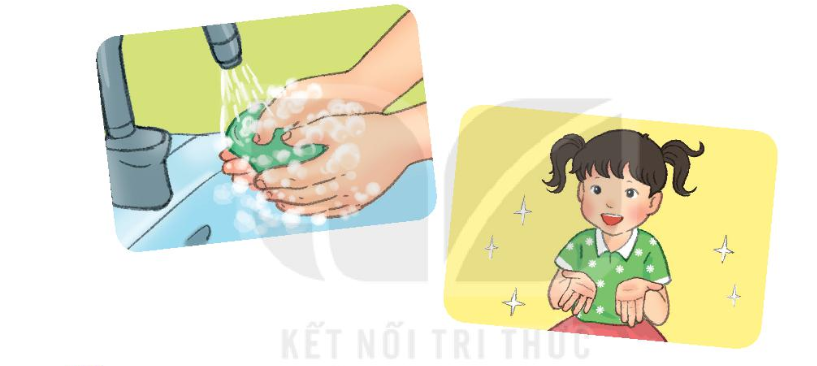 KẾT NỐI TRI THỨC